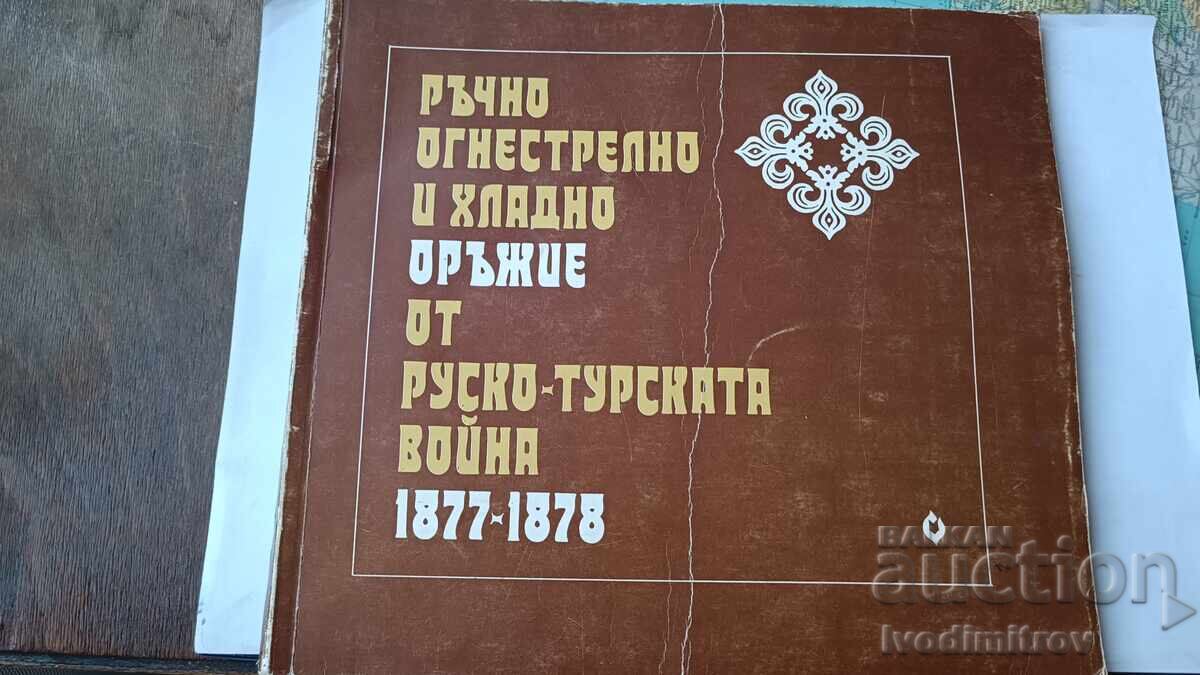 РЪЧНО
ОГНЕСТРЕЛНО
И ХЛАДНО
ОРЪЖИЕ
ОТ
РУСКО-ТУРСКАТА
ВОЙНА
1877-1878
BALKAN
auction
Ivodimitrov